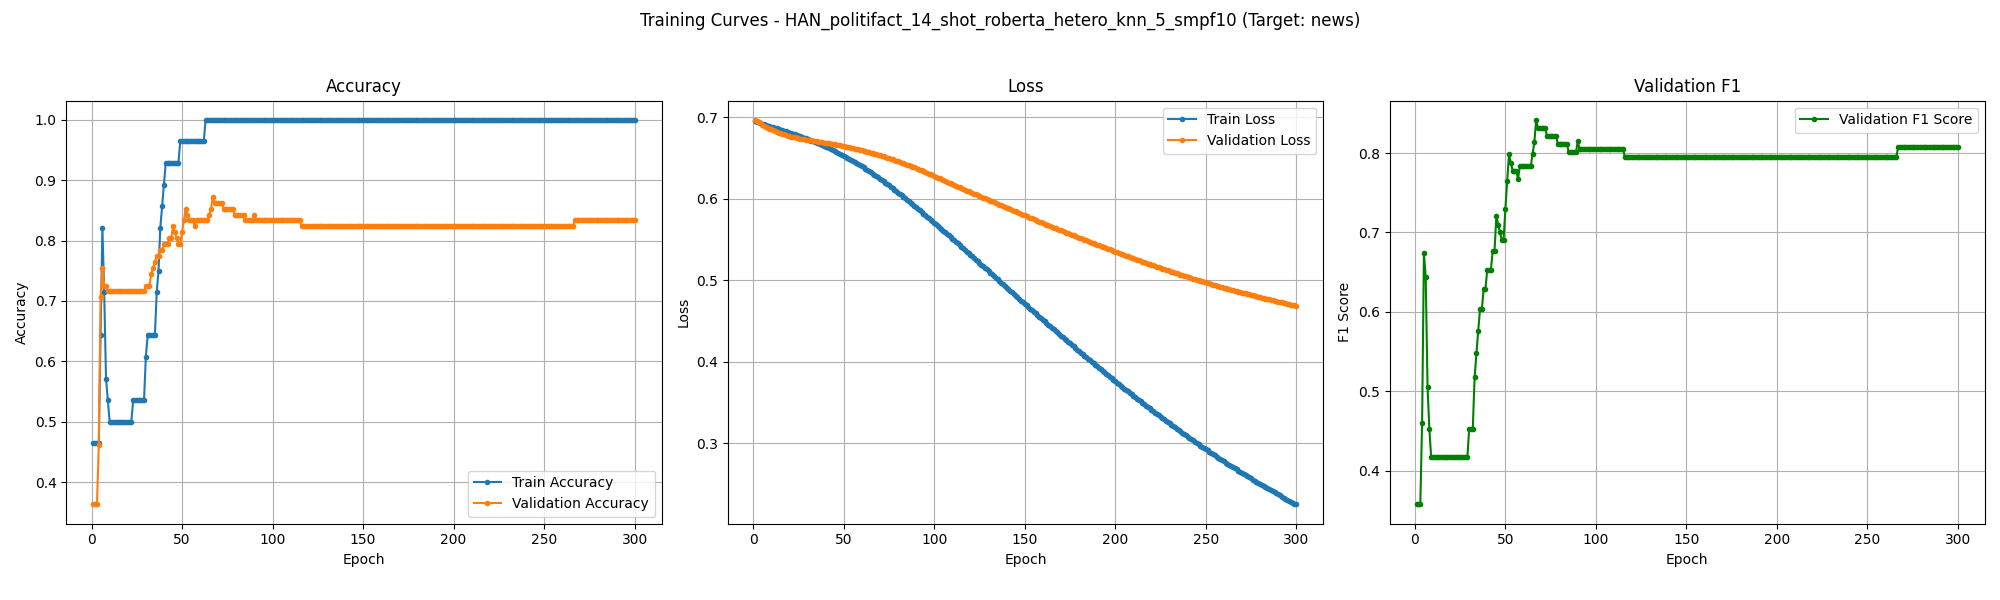 Training Curves - HAN_politifact_14_shot_roberta_hetero_knn_5_smpf10 (Target: news)
Accuracy
1.0
0.9
0.8
0.7
0.6
0.5
0.4
Accuracy
Train Accuracy
Validation Accuracy
0 50 100 150 200 250 300
Epoch
Loss
0.7
0.6
0.5
0.4
0.3
Loss
Train Loss
Validation Loss
0 50 100 150 200 250 300
Epoch
Validation F1
0.8
0.7
0.6
0.5
0.4
F1 Score
Validation F1 Score
0 50 100 150 200 250 300
Epoch